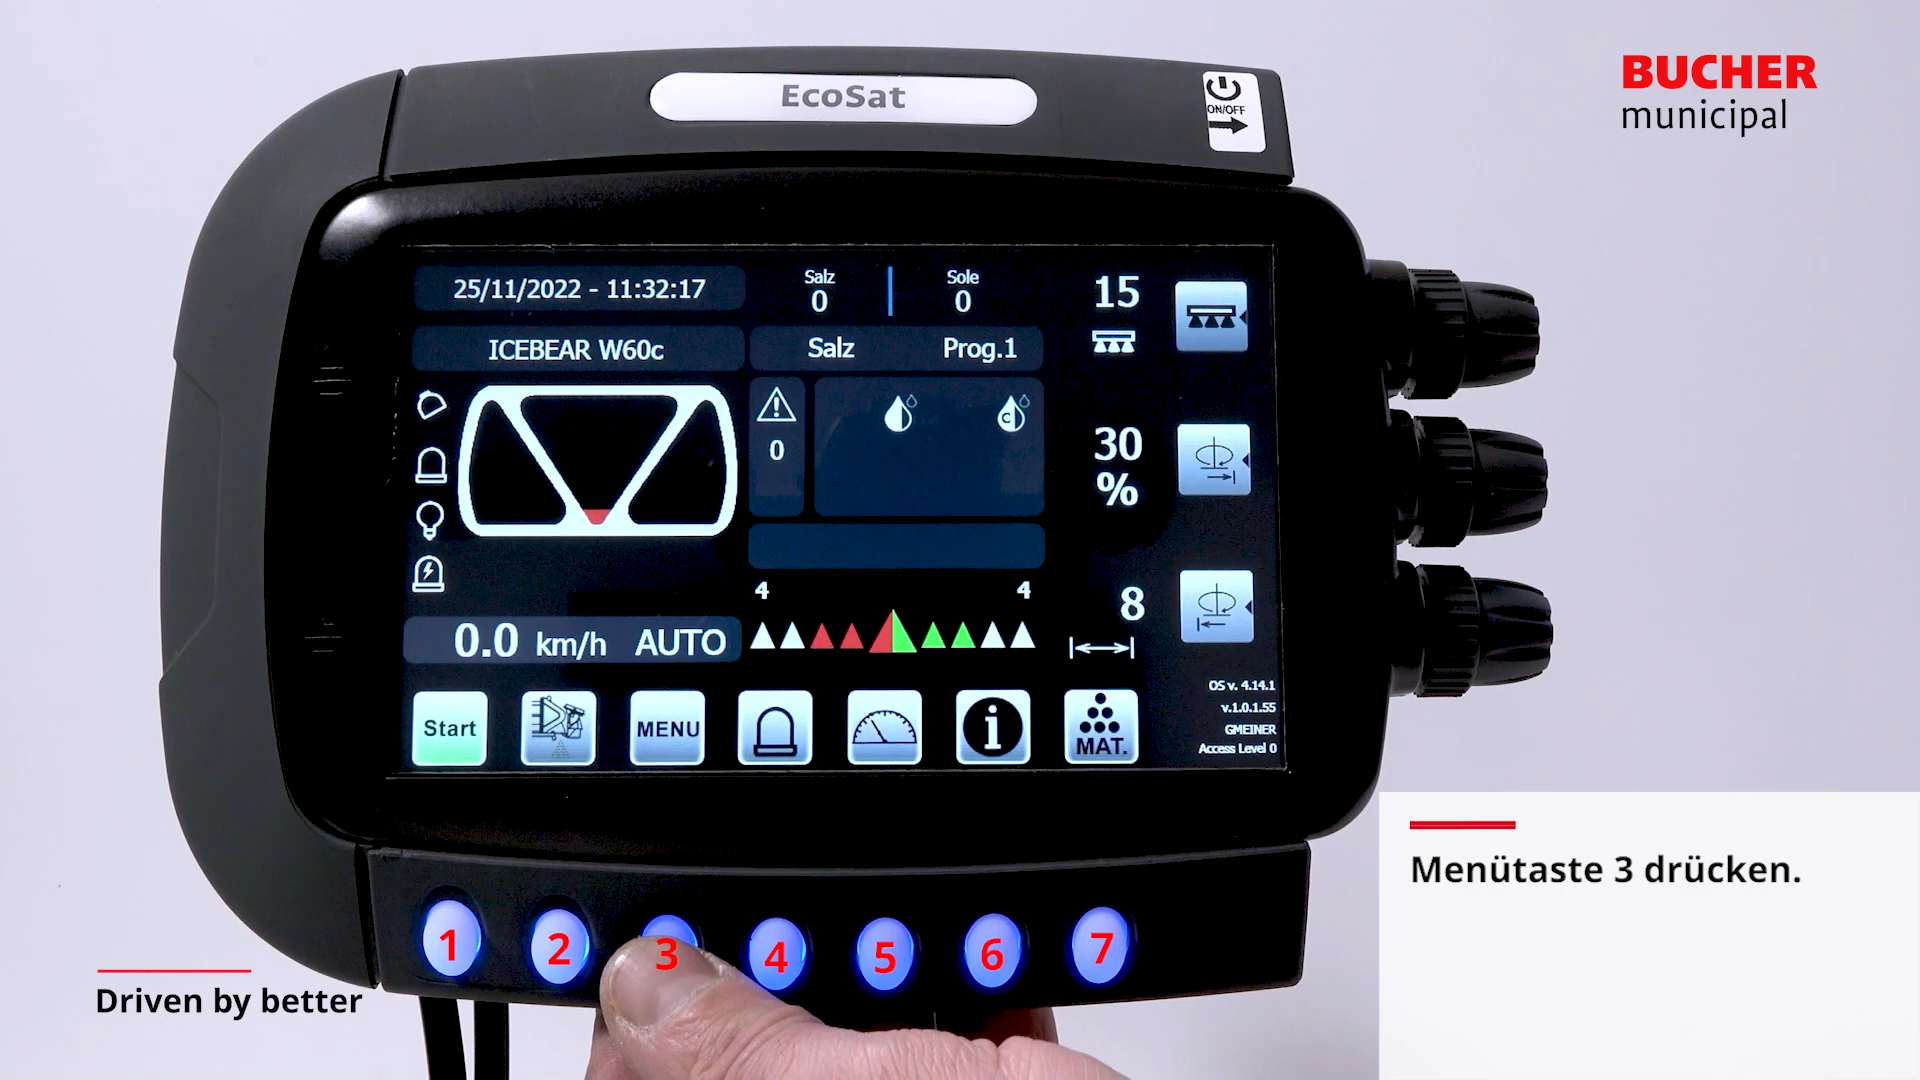 EcoSat
ON/OFF
BUCHER
municipal
25/11/2022 - 11:32:17
Salz
0
Sole
0
15
ICEBEAR W60c
Salz
Prog.1
0
C
30
%
4
4
8
0.0 km/h AUTO
Start
MENU
i
MAT.
OS v. 4.14.1
v.1.0.1.55
GMEINER
Access Level 0
Menütaste 3 drücken.
1
2
3
4
5
6
7
Driven by better